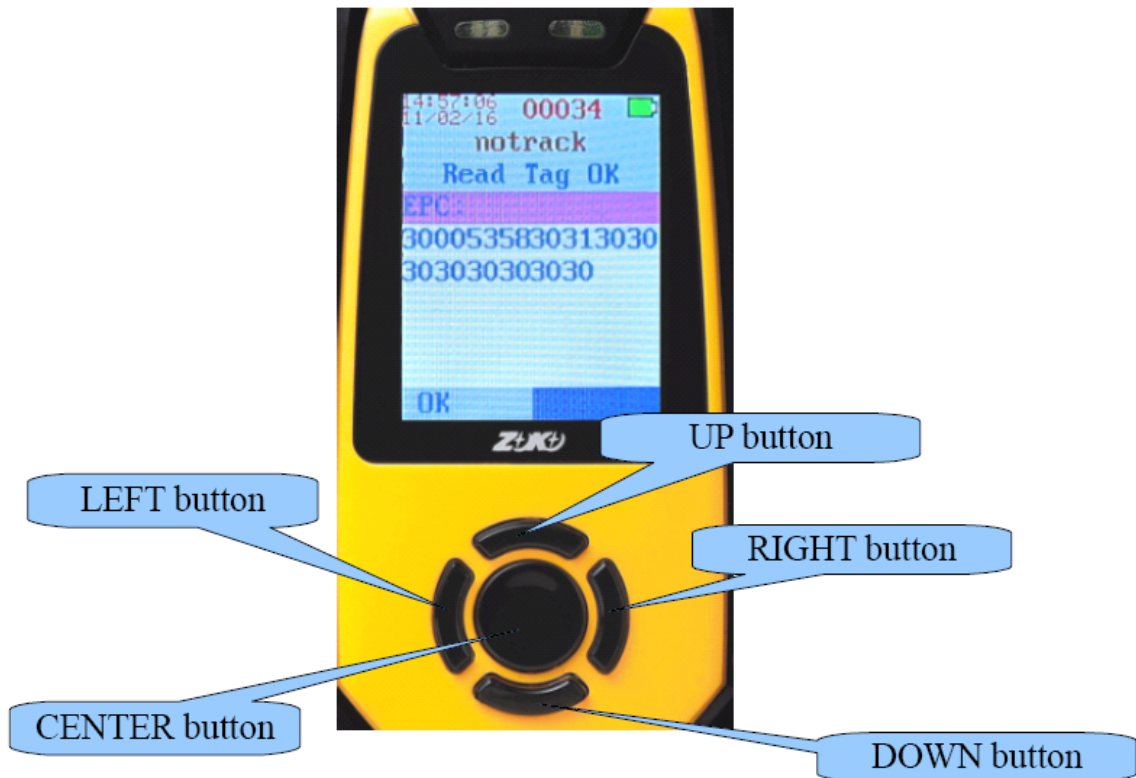 14:57:06
11/02/16
00034
notrack
Read Tag OK
EPC:
3000535830313030
303030303030
OK
UP button
LEFT button
RIGHT button
CENTER button
DOWN button